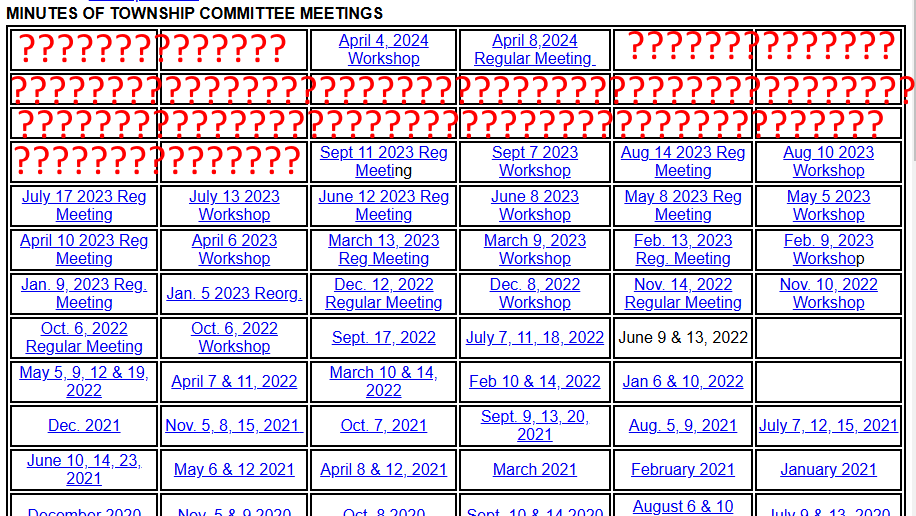 MINUTES OF TOWNSHIP COMMITTEE MEETINGS
????????
???????
April 4, 2024
Workshop
April 8,2024
Regular Meeting
???????
???????
????????
????????
????????
????????
????????
????????
????????
????????
????????
????????
???????
???????
????????
???????
Sept 11 2023 Reg
Meeting
Sept 7 2023
Workshop
Aug 14 2023 Reg
Meeting
Aug 10 2023
Workshop
July 17 2023 Reg
Meeting
July 13 2023
Workshop
June 12 2023 Reg
Meeting
June 8 2023
Workshop
May 8 2023 Reg
Meeting
May 5 2023
Workshop
April 10 2023 Reg
Meeting
April 6 2023
Workshop
March 13, 2023
Reg Meeting
March 9, 2023
Workshop
Feb. 13, 2023
Reg. Meeting
Feb. 9, 2023
Workshop
Jan. 9, 2023 Reg.
Meeting
Jan. 5 2023 Reorg.
Dec. 12, 2022
Regular Meeting
Dec. 8, 2022
Workshop
Nov. 14, 2022
Regular Meeting
Nov. 10, 2022
Workshop
Oct. 6, 2022
Regular Meeting
Oct. 6, 2022
Workshop
Sept. 17, 2022
July 7, 11, 18, 2022
June 9 & 13, 2022
May 5, 9, 12 & 19,
2022
April 7 & 11, 2022
March 10 & 14,
2022
Feb 10 & 14, 2022
Jan 6 & 10, 2022
Dec. 2021
Nov. 5, 8, 15, 2021
Oct. 7, 2021
Sept. 9, 13, 20,
2021
Aug. 5, 9, 2021
July 7, 12, 15, 2021
June 10, 14, 23,
2021
May 6 & 12 2021
April 8 & 12, 2021
March 2021
February 2021
January 2021
December 2020
Nov. 5 & 9 2020
Oct. 8 2020
Sept. 10 & 14 2020
August 6 & 10
July 9 & 13, 2020